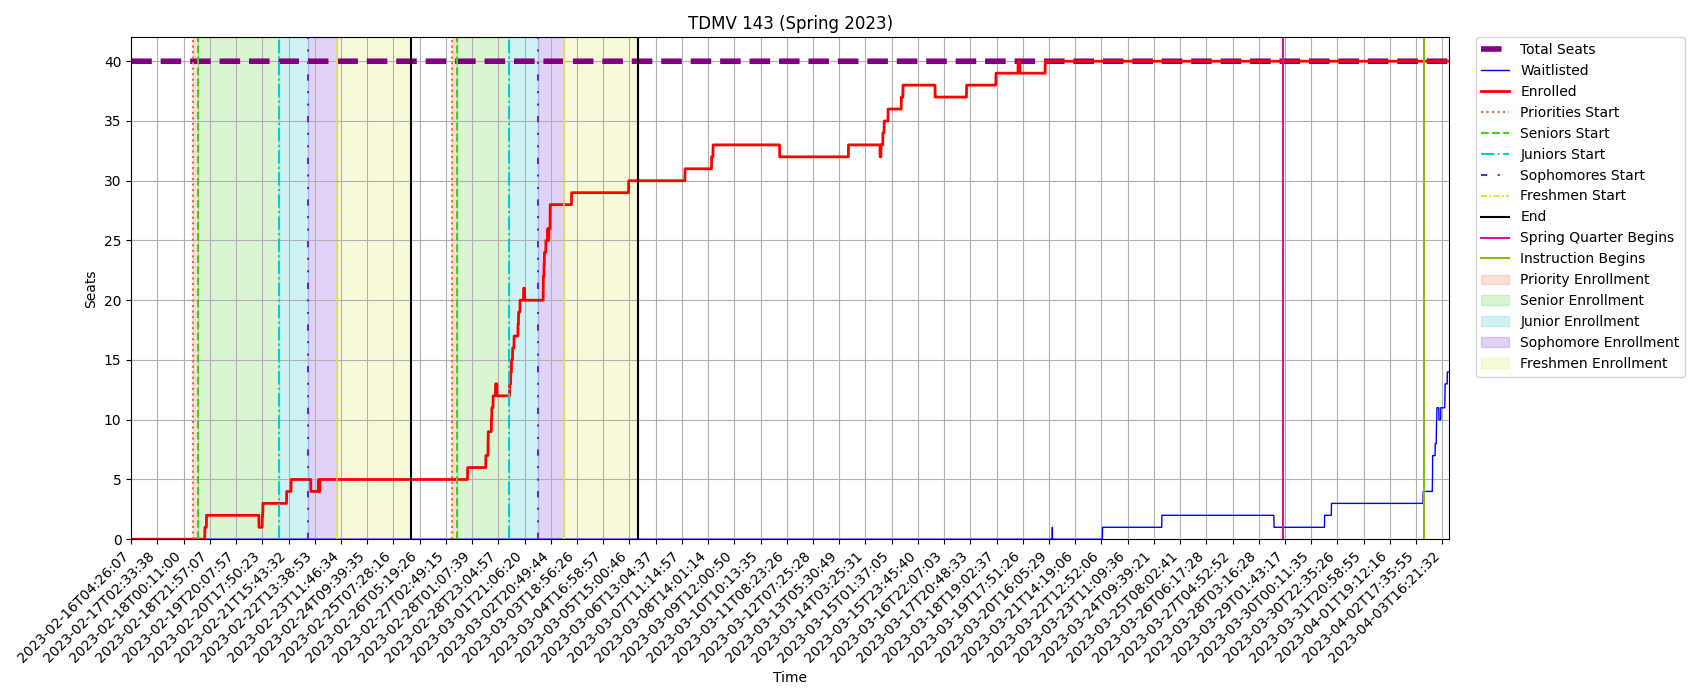 TDMV 143 (Spring 2023)
Seats
40
35
30
25
20
15
10
5
0
2023-02-16T04:26:07
2023-02-17T02:33:38
2023-02-18T00:11:00
2023-02-18T21:57:07
2023-02-19T20:07:57
2023-02-20T17:50:23
2023-02-21T15:43:32
2023-02-22T13:38:53
2023-02-23T11:46:34
2023-02-24T09:39:35
2023-02-25T07:28:16
2023-02-26T05:19:26
2023-02-27T02:49:15
2023-02-28T01:07:39
2023-02-28T23:04:57
2023-03-01T21:06:20
2023-03-02T20:49:44
2023-03-03T18:56:26
2023-03-04T16:58:57
2023-03-05T15:00:46
2023-03-06T13:04:37
2023-03-07T11:14:57
2023-03-08T14:01:14
2023-03-09T12:00:50
2023-03-10T10:13:35
2023-03-11T08:23:26
2023-03-12T07:25:28
2023-03-13T05:30:49
2023-03-14T03:25:31
2023-03-15T01:37:05
2023-03-15T23:45:40
2023-03-16T22:07:03
2023-03-17T20:48:33
2023-03-18T19:02:37
2023-03-19T17:51:26
2023-03-20T16:05:29
2023-03-21T14:19:06
2023-03-22T12:52:06
2023-03-23T11:09:36
2023-03-24T09:39:21
2023-03-25T08:02:41
2023-03-26T06:17:28
2023-03-27T04:52:52
2023-03-28T03:16:28
2023-03-29T01:43:17
2023-03-30T00:11:35
2023-03-30T22:35:26
2023-03-31T20:58:55
2023-04-01T19:12:16
2023-04-02T17:35:55
2023-04-03T16:21:32
Time
Total Seats
Waitlisted
Enrolled
Priorities Start
Seniors Start
Juniors Start
Sophomores Start
Freshmen Start
End
Spring Quarter Begins
Instruction Begins
Priority Enrollment
Senior Enrollment
Junior Enrollment
Sophomore Enrollment
Freshmen Enrollment